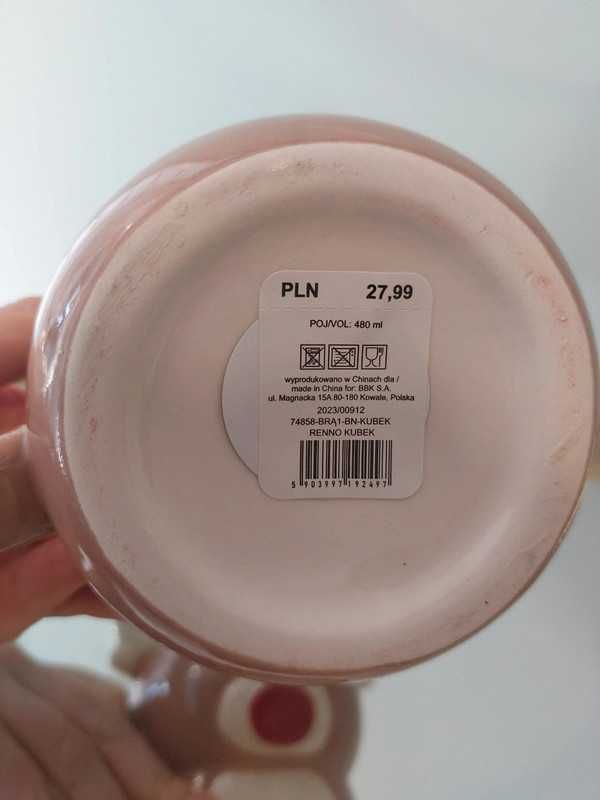 PLN 27,99
POJ/VOL: 480 ml
wyprodukowano w Chinach dla /
made in China for: BBK S.A.
ul. Magnacka 15A 80-180 Kowale, Polska
2023/00912
74858-BRĄ1-BN-KUBEK
RENNO KUBEK
5 903997 192497